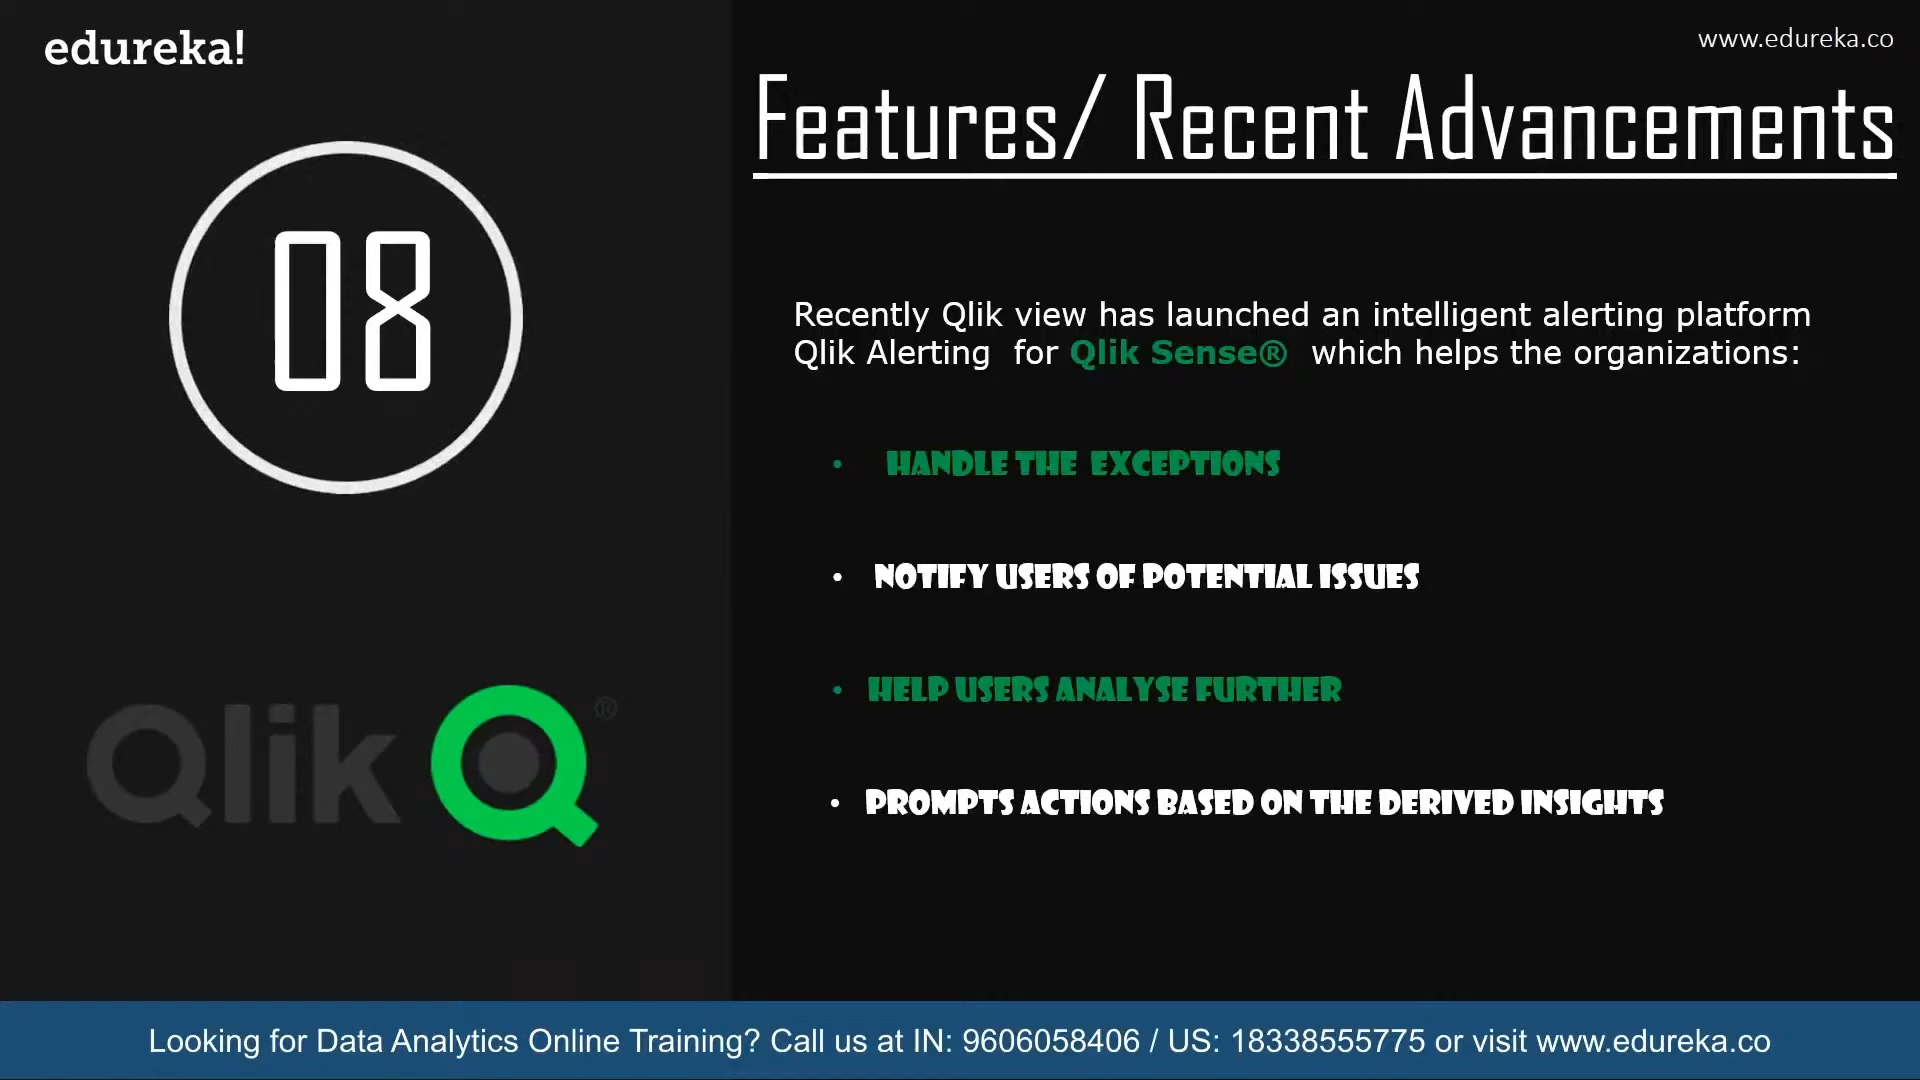 edureka!
www.edureka.co
Features/ Recent Advancements
08
Recently Qlik view has launched an intelligent alerting platform
Qlik Alerting for Qlik Sense® which helps the organizations:
• HANDLE THE EXCEPTIONS
• NOTIFY USERS OF POTENTIAL ISSUES
• HELP USERS ANALYSE FURTHER
• PROMPTS ACTIONS BASED ON THE DERIVED INSIGHTS
Qlik ®
Looking for Data Analytics Online Training? Call us at IN: 9606058406 / US: 18338555775 or visit www.edureka.co